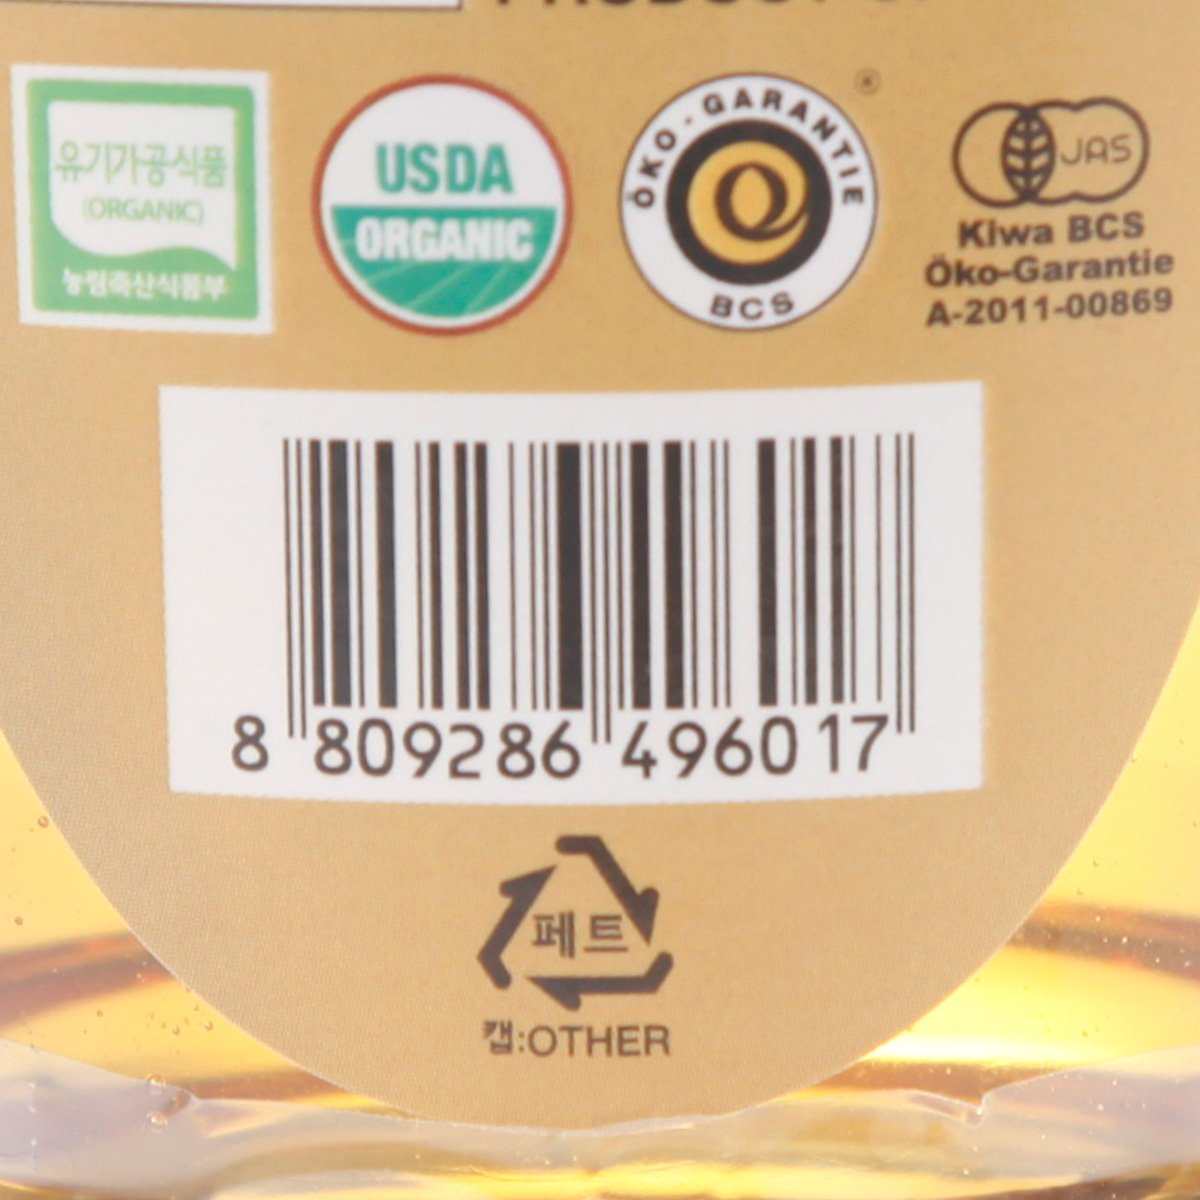 유기가공식품
(ORGANIC)
농림축산식품부
USDA
ORGANIC
ÖKO-GARANTIE
BCS
®
JAS
Kiwa BCS
Öko-Garantie
A-2011-00869
8 809286 496017
페트
캡:OTHER